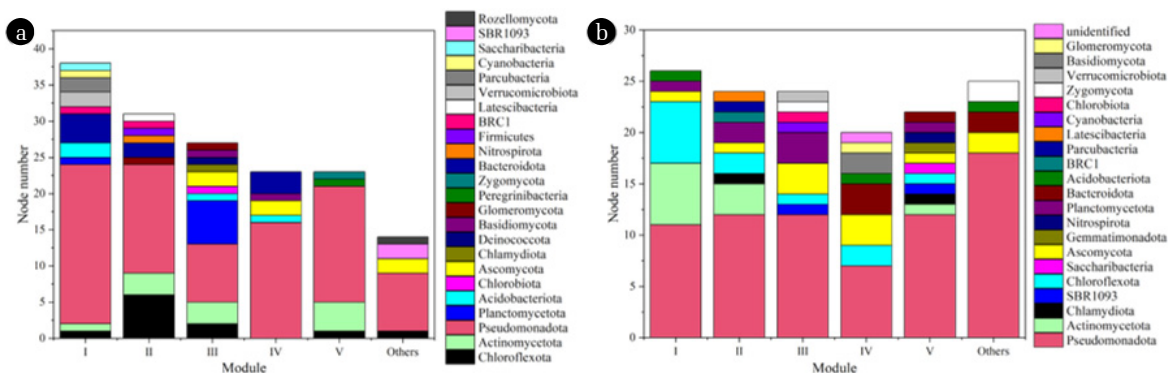 a
Node number
40
35
30
25
20
15
10
5
0
I II III IV V Others
Module
Rozellomycota
SBR1093
Saccharibacteria
Cyanobacteria
Parcubacteria
Verrucomicrobiota
Latescibacteria
BRC1
Firmicutes
Nitrospirota
Bacteroidota
Zygomycota
Peregrinibacteria
Glomeromycota
Basidiomycota
Deinococcota
Chlamydiota
Ascomycota
Chlorobiota
Acidobacteriota
Planctomycetota
Pseudomonadota
Actinomycetota
Chloroflexota
b
Node number
30
25
20
15
10
5
0
I II III IV V Others
Module
unidentified
Glomeromycota
Basidiomycota
Verrucomicrobiota
Zygomycota
Chlorobiota
Cyanobacteria
Latescibacteria
Parcubacteria
BRC1
Acidobacteriota
Bacteroidota
Planctomycetota
Nitrospirota
Gemmatimonadota
Ascomycota
Saccharibacteria
Chloroflexota
SBR1093
Chlamydiota
Actinomycetota
Pseudomonadota